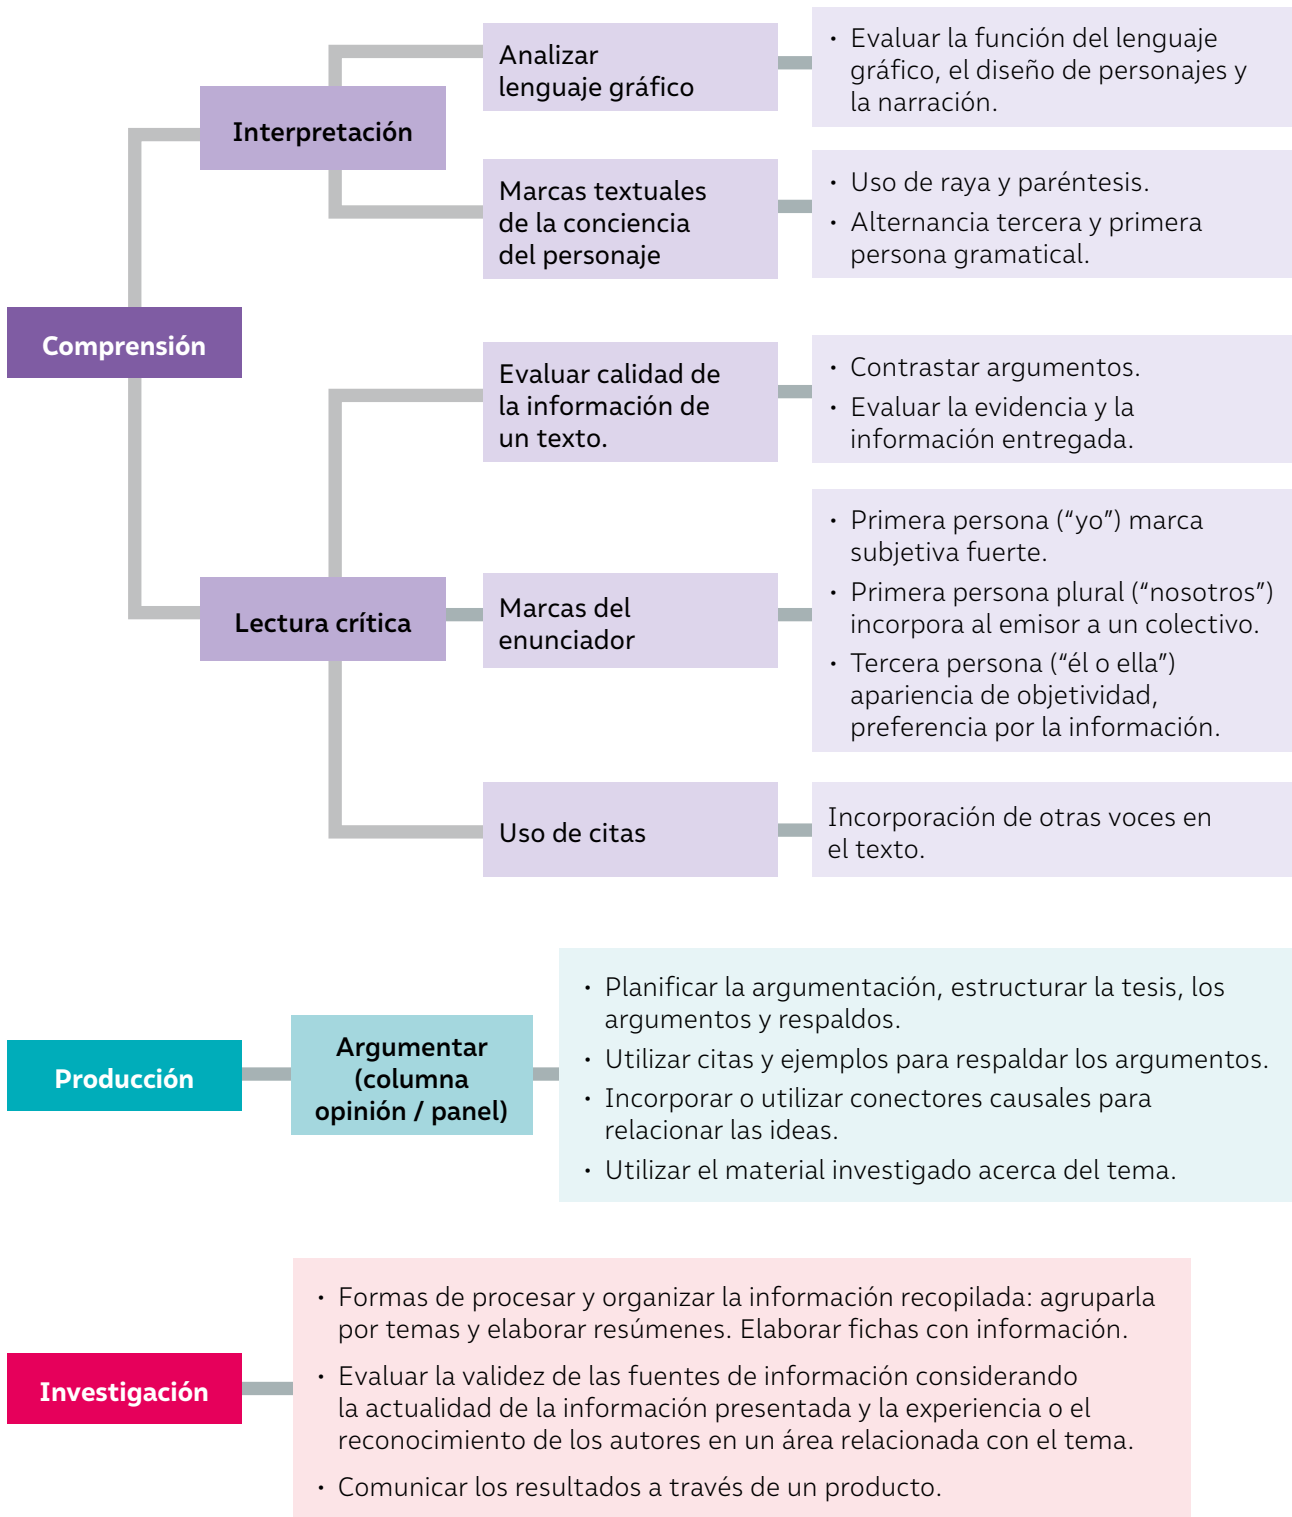 Comprensión
Interpretación
Analizar
lenguaje gráfico
• Evaluar la función del lenguaje
gráfico, el diseño de personajes y
la narración.
Marcas textuales
de la conciencia
del personaje
• Uso de raya y paréntesis.
• Alternancia tercera y primera
persona gramatical.
Lectura crítica
Evaluar calidad de
la información de
un texto.
• Contrastar argumentos.
• Evaluar la evidencia y la
información entregada.
Marcas del
enunciador
• Primera persona (“yo”) marca
subjetiva fuerte.
• Primera persona plural (“nosotros”)
incorpora al emisor a un colectivo.
• Tercera persona (“él o ella”)
apariencia de objetividad,
preferencia por la información.
Uso de citas
Incorporación de otras voces en
el texto.
Producción
Argumentar
(columna
opinión / panel)
• Planificar la argumentación, estructurar la tesis, los
argumentos y respaldos.
• Utilizar citas y ejemplos para respaldar los argumentos.
• Incorporar o utilizar conectores causales para
relacionar las ideas.
• Utilizar el material investigado acerca del tema.
Investigación
• Formas de procesar y organizar la información recopilada: agruparla
por temas y elaborar resúmenes. Elaborar fichas con información.
• Evaluar la validez de las fuentes de información considerando
la actualidad de la información presentada y la experiencia o el
reconocimiento de los autores en un área relacionada con el tema.
• Comunicar los resultados a través de un producto.